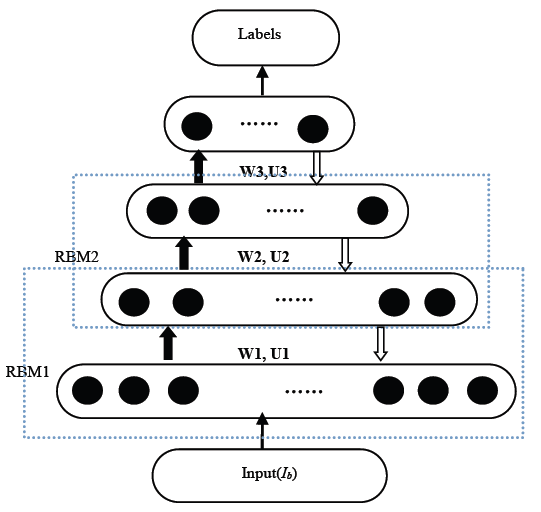 Labels
......
W3,U3
......
RBM2
W2, U2
......
W1, U1
RBM1
......
Input(Ib)